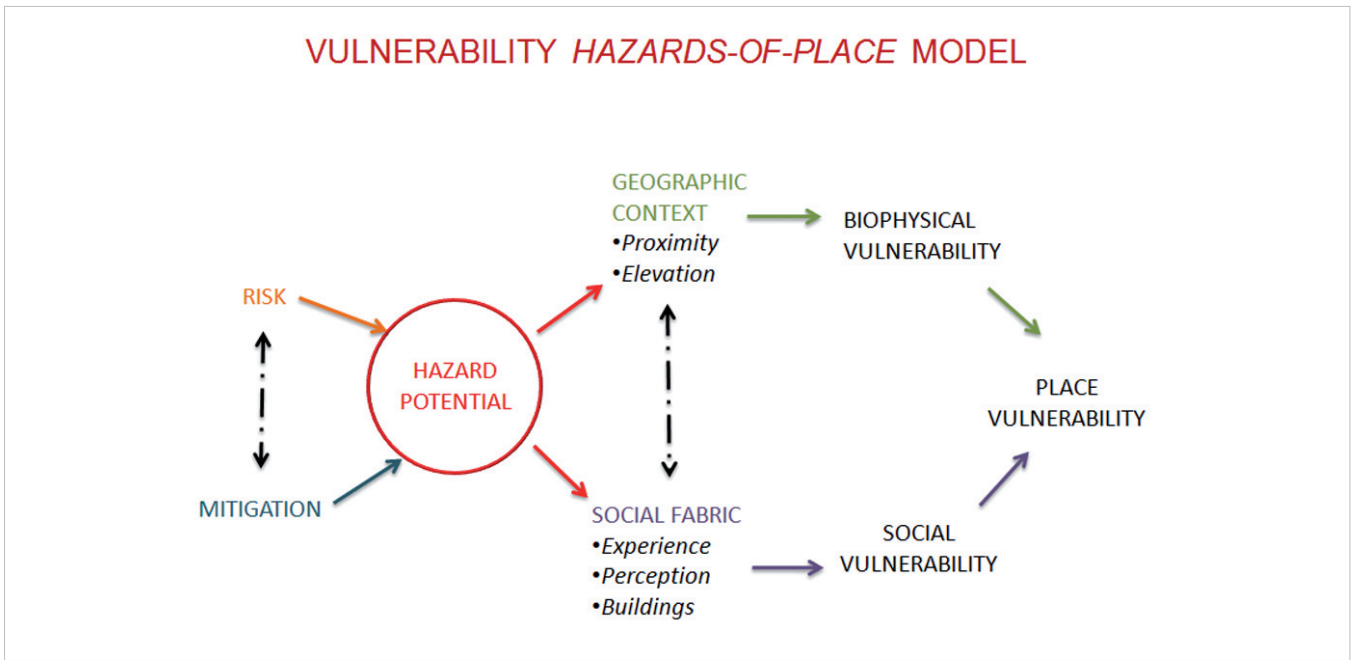 VULNERABILITY HAZARDS-OF-PLACE MODEL
RISK
MITIGATION
HAZARD
POTENTIAL
GEOGRAPHIC
CONTEXT
•Proximity
•Elevation
SOCIAL FABRIC
•Experience
•Perception
•Buildings
BIOPHYSICAL
VULNERABILITY
SOCIAL
VULNERABILITY
PLACE
VULNERABILITY